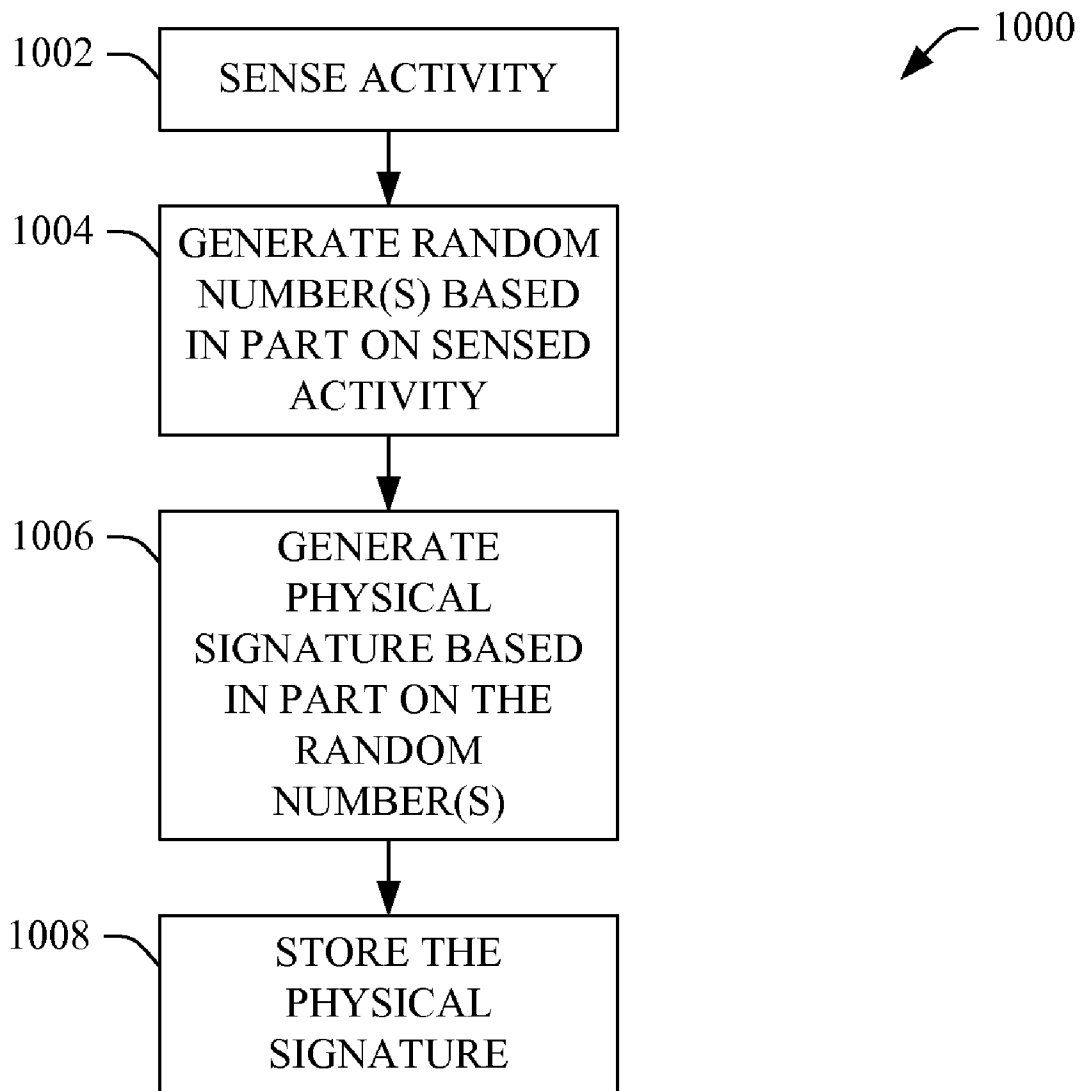 1000
1002
SENSE ACTIVITY
1004
GENERATE RANDOM
NUMBER(S) BASED
IN PART ON SENSED
ACTIVITY
1006
GENERATE
PHYSICAL
SIGNATURE BASED
IN PART ON THE
RANDOM
NUMBER(S)
1008
STORE THE
PHYSICAL
SIGNATURE